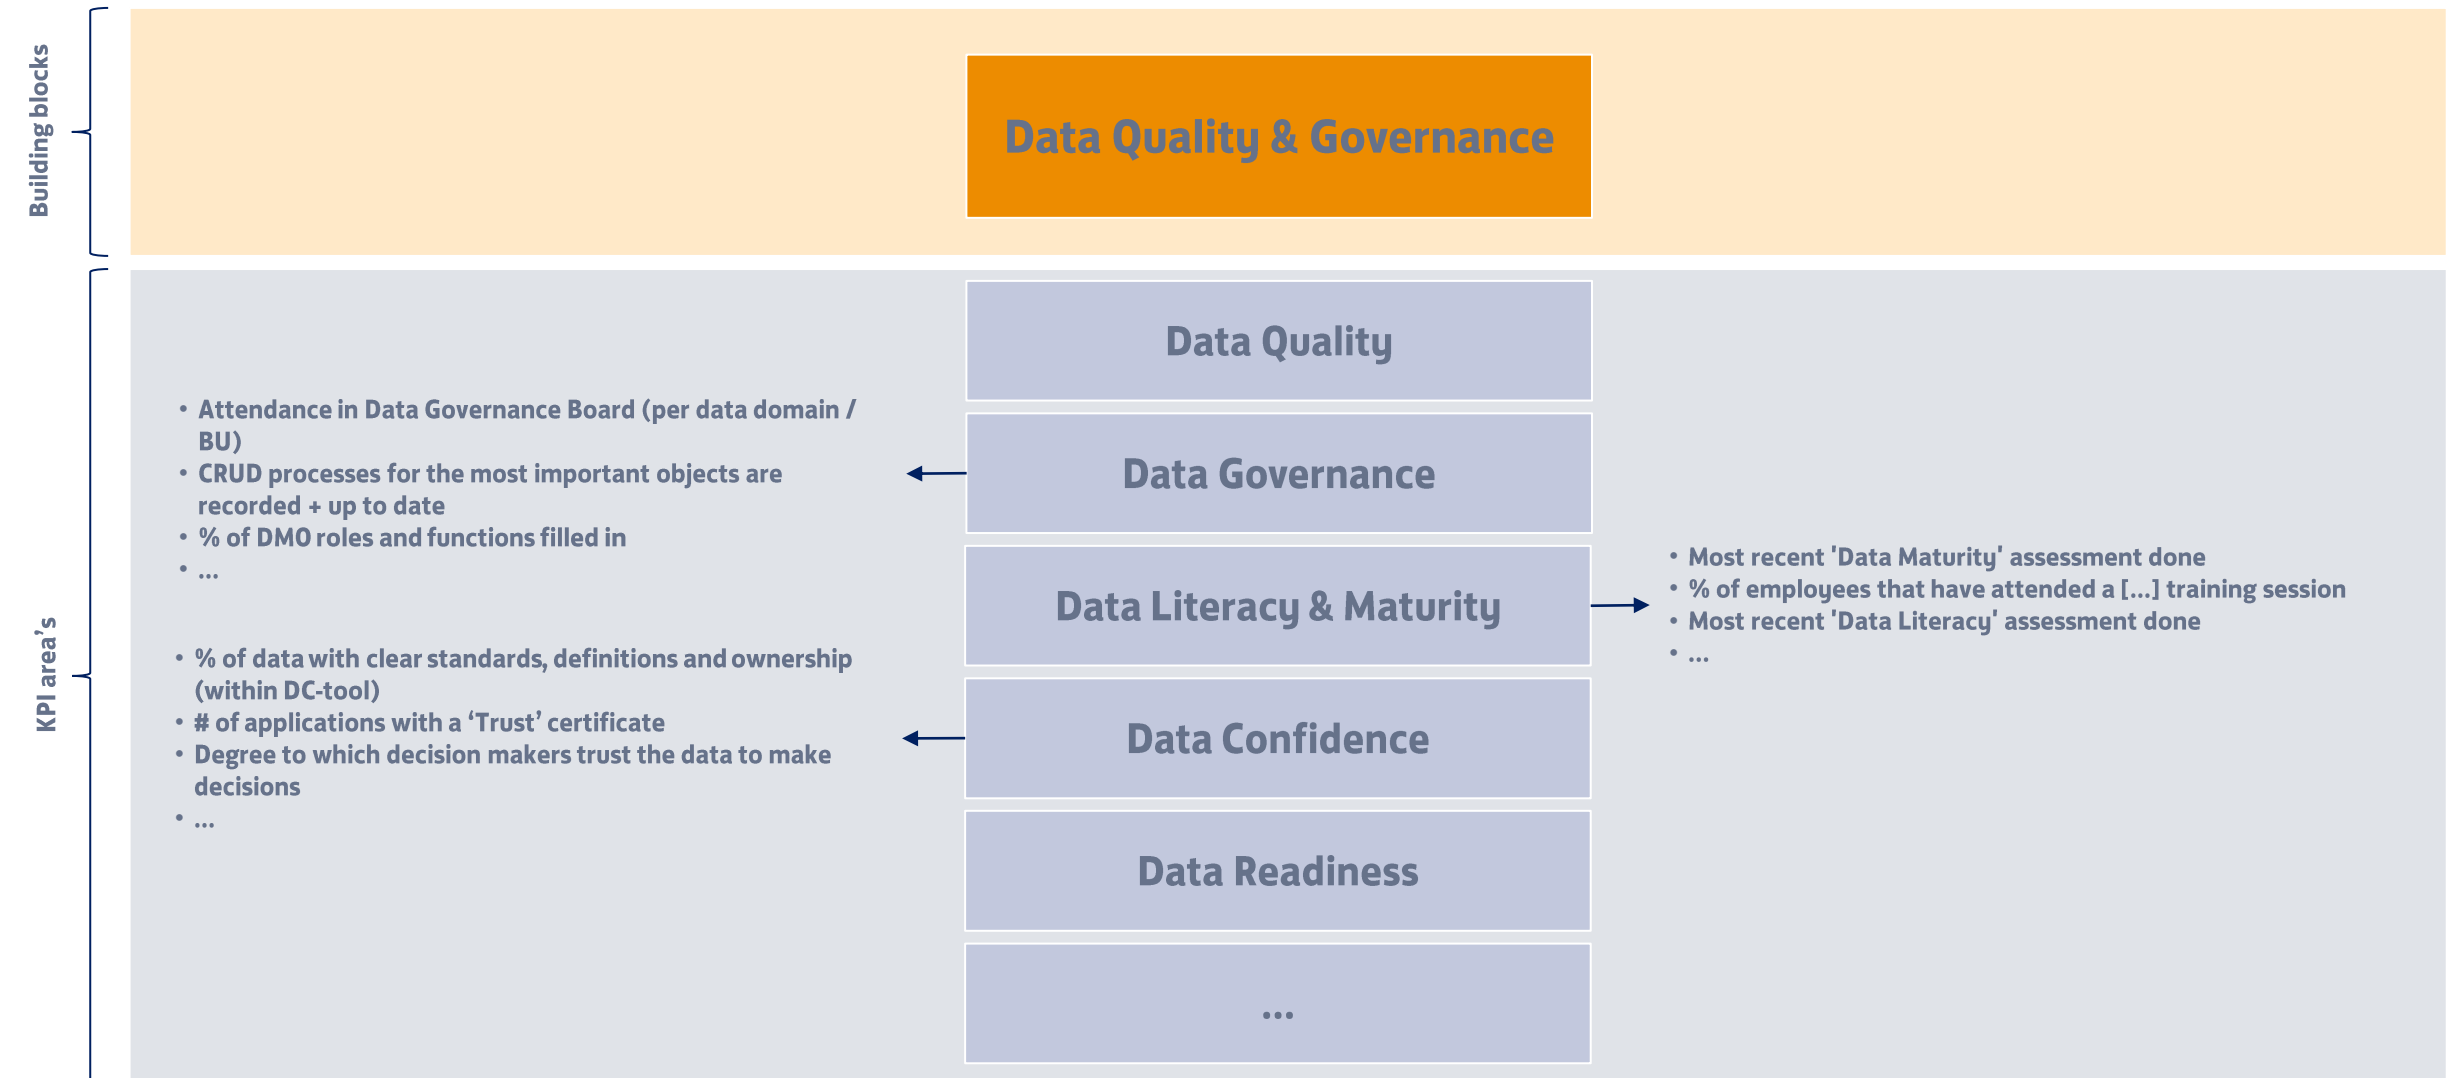 Building blocks
Data Quality & Governance
KPI area’s
Data Quality
Data Governance
• Attendance in Data Governance Board (per data domain /
BU)
• CRUD processes for the most important objects are
recorded + up to date
• % of DMO roles and functions filled in
• ...
Data Literacy & Maturity
• Most recent 'Data Maturity' assessment done
• % of employees that have attended a [...] training session
• Most recent 'Data Literacy' assessment done
• ...
Data Confidence
• % of data with clear standards, definitions and ownership
(within DC-tool)
• # of applications with a ‘Trust’ certificate
• Degree to which decision makers trust the data to make
decisions
• ...
Data Readiness
...